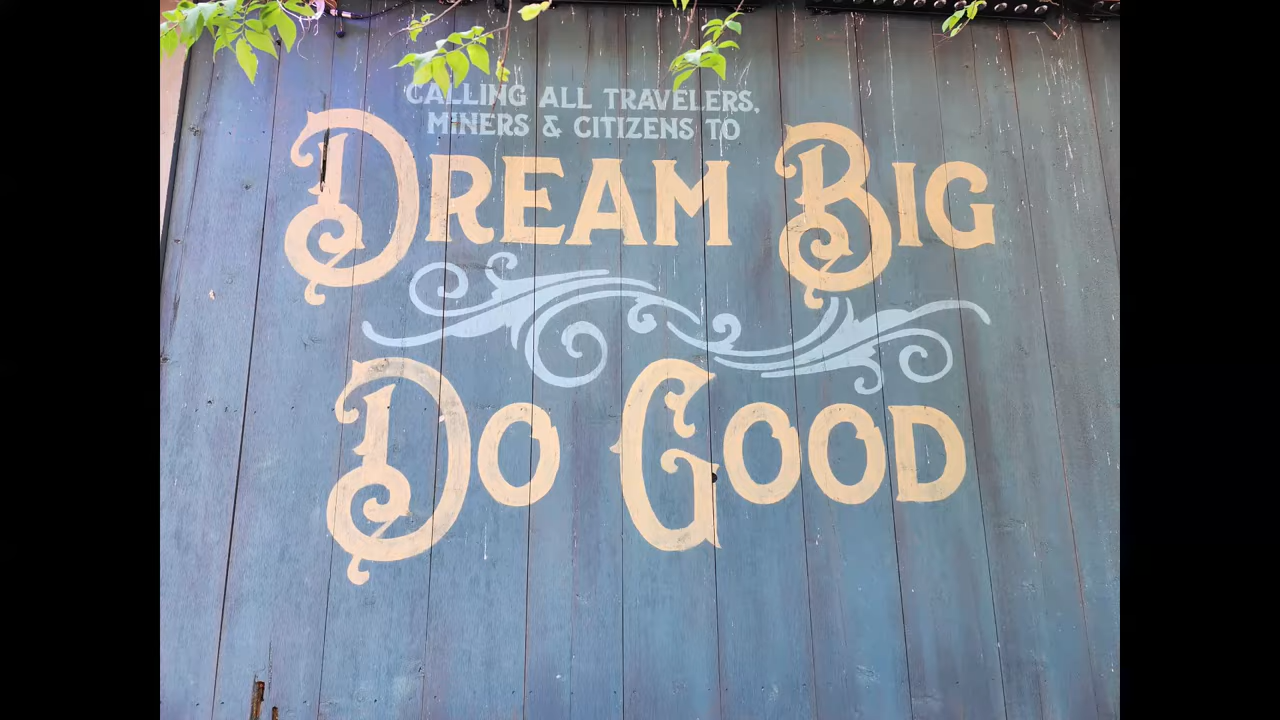 CALLING ALL TRAVELERS,
MINERS & CITIZENS TO
DREAM BIG
DO GOOD